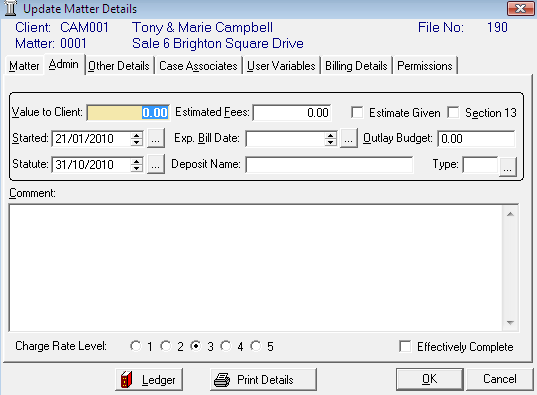 Update Matter Details
Client: CAM001 Tony & Marie Campbell File No: 190
Matter: 0001 Sale 6 Brighton Square Drive
Matter Admin Other Details Case Associates User Variables Billing Details Permissions
Value to Client: 0.00 Estimated Fees: 0.00 Estimate Given Section 13
Started: 21/01/2010 ... Exp. Bill Date: ... Outlay Budget: 0.00
Statute: 31/10/2010 ... Deposit Name: Type: ...
Comment:
Charge Rate Level: 1 2 3 4 5 Effectively Complete
Ledger Print Details OK Cancel